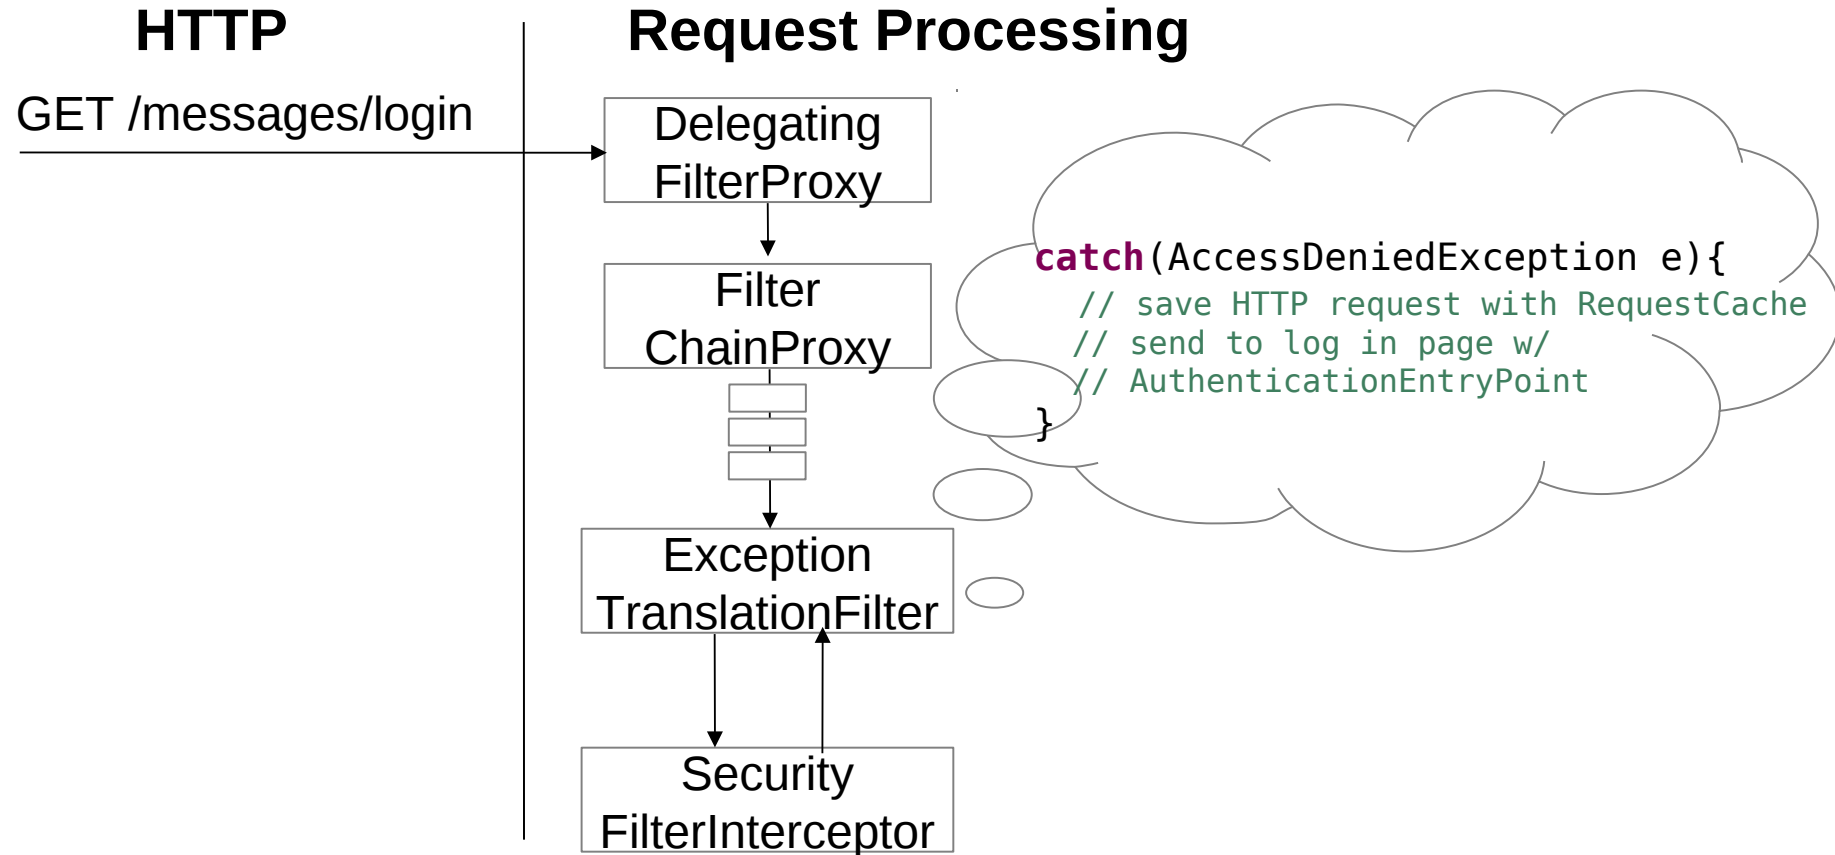 HTTP
Request Processing
GET /messages/login
Delegating
FilterProxy
Filter
ChainProxy
catch(AccessDeniedException e){
// save HTTP request with RequestCache
// send to log in page w/
// AuthenticationEntryPoint
}
Exception
TranslationFilter
Security
FilterInterceptor